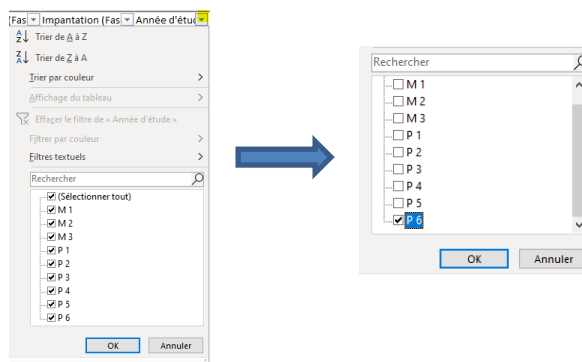 (Fas Impantation (Fas Année d'étud
Trier de A à Z
Trier de Z à A
Trier par couleur
Affichage du tableau
Effacer le filtre de « Année d'étude »
Filtrer par couleur
Filtres textuels
Rechercher
(Sélectionner tout)
M 1
M 2
M 3
P 1
P 2
P 3
P 4
P 5
P 6
OK Annuler
Rechercher
M 1
M 2
M 3
P 1
P 2
P 3
P 4
P 5
P 6
OK Annuler